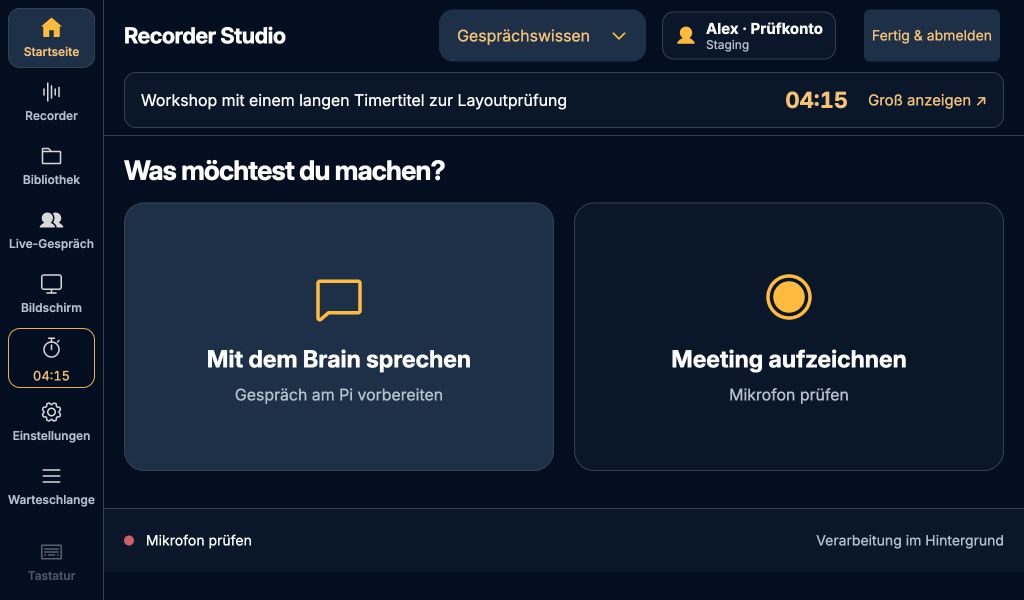 Startseite
Recorder
Bibliothek
Live-Gespräch
Bildschirm
04:15
Einstellungen
Warteschlange
Tastatur
Recorder Studio
Gesprächswissen
Alex · Prüfkonto
Staging
Fertig & abmelden
Workshop mit einem langen Timertitel zur Layoutprüfung
04:15
Groß anzeigen ↗
Was möchtest du machen?
Mit dem Brain sprechen
Gespräch am Pi vorbereiten
Meeting aufzeichnen
Mikrofon prüfen
Mikrofon prüfen
Verarbeitung im Hintergrund